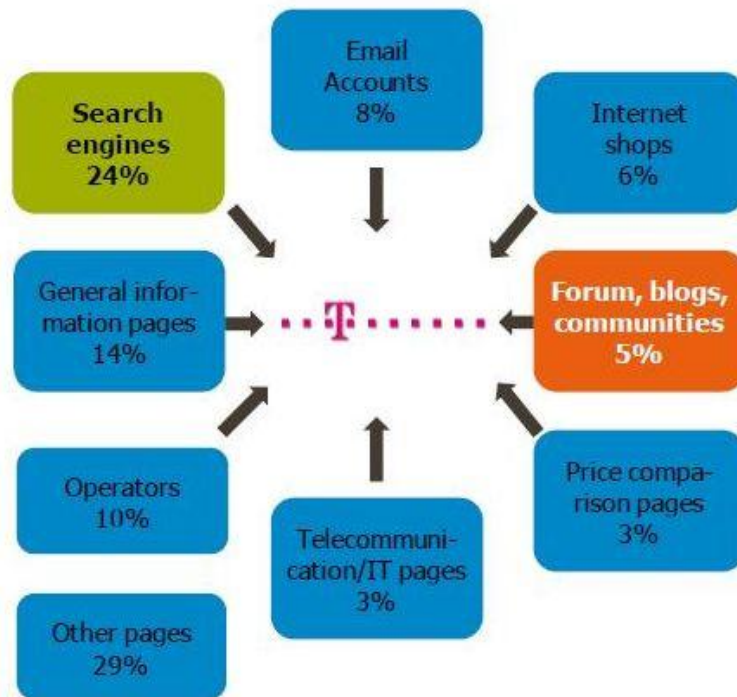 Email
Accounts
8%
Search
engines
24%
Internet
shops
6%
General infor-
mation pages
14%
T
Forum, blogs,
communities
5%
Operators
10%
Telecommuni-
cation/IT pages
3%
Price compa-
rison pages
3%
Other pages
29%